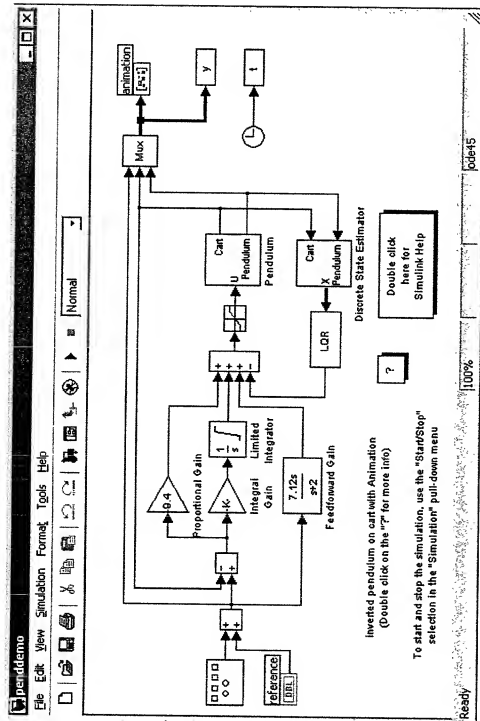 penddemo
File Edit View Simulation Format Tools Help
Normal
animation
Mux
y
t
9.4
Proportional Gain
-K-
Integral
Gain
1
s
Limited
Integrator
7.12s
s+2
Feedforward Gain
+
+
-
+
+
+
+
-
U
Cart
Pendulum
Pendulum
X
Cart
Pendulum
Discrete State Estimator
LQR
reference
DBL
?
Double click
here for
Simulink Help
Inverted pendulum on cart with Animation
(Double click on the "?" for more info)
To start and stop the simulation, use the "Start/Stop"
selection in the "Simulation" pull-down menu
Ready
100%
ode45